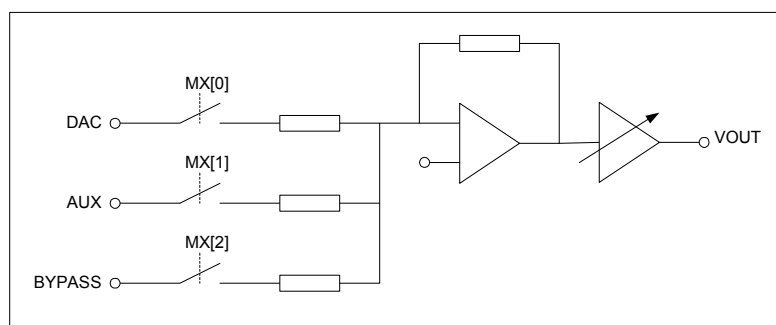 MX[0]
DAC
VOUT
MX[1]
AUX
MX[2]
BYPASS